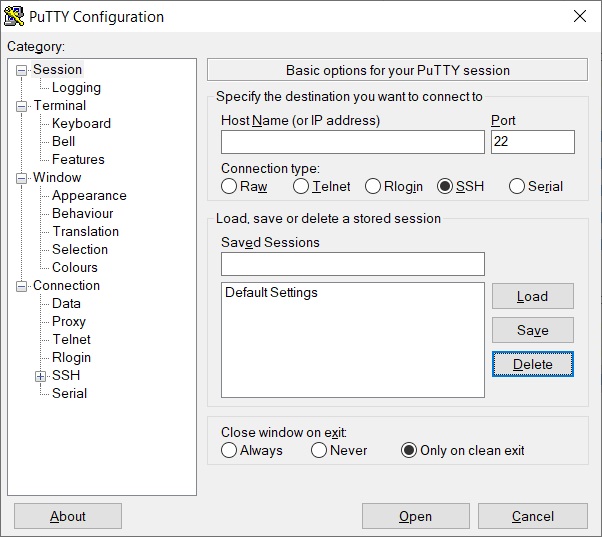 PuTTY Configuration
Category:
Session
Logging
Terminal
Keyboard
Bell
Features
Window
Appearance
Behaviour
Translation
Selection
Colours
Connection
Data
Proxy
Telnet
Rlogin
SSH
Serial
Basic options for your PuTTY session
Specify the destination you want to connect to
Host Name (or IP address) Port
22
Connection type:
Raw Telnet Rlogin SSH Serial
Load, save or delete a stored session
Saved Sessions
Default Settings
Load
Save
Delete
Close window on exit:
Always Never Only on clean exit
About Open Cancel